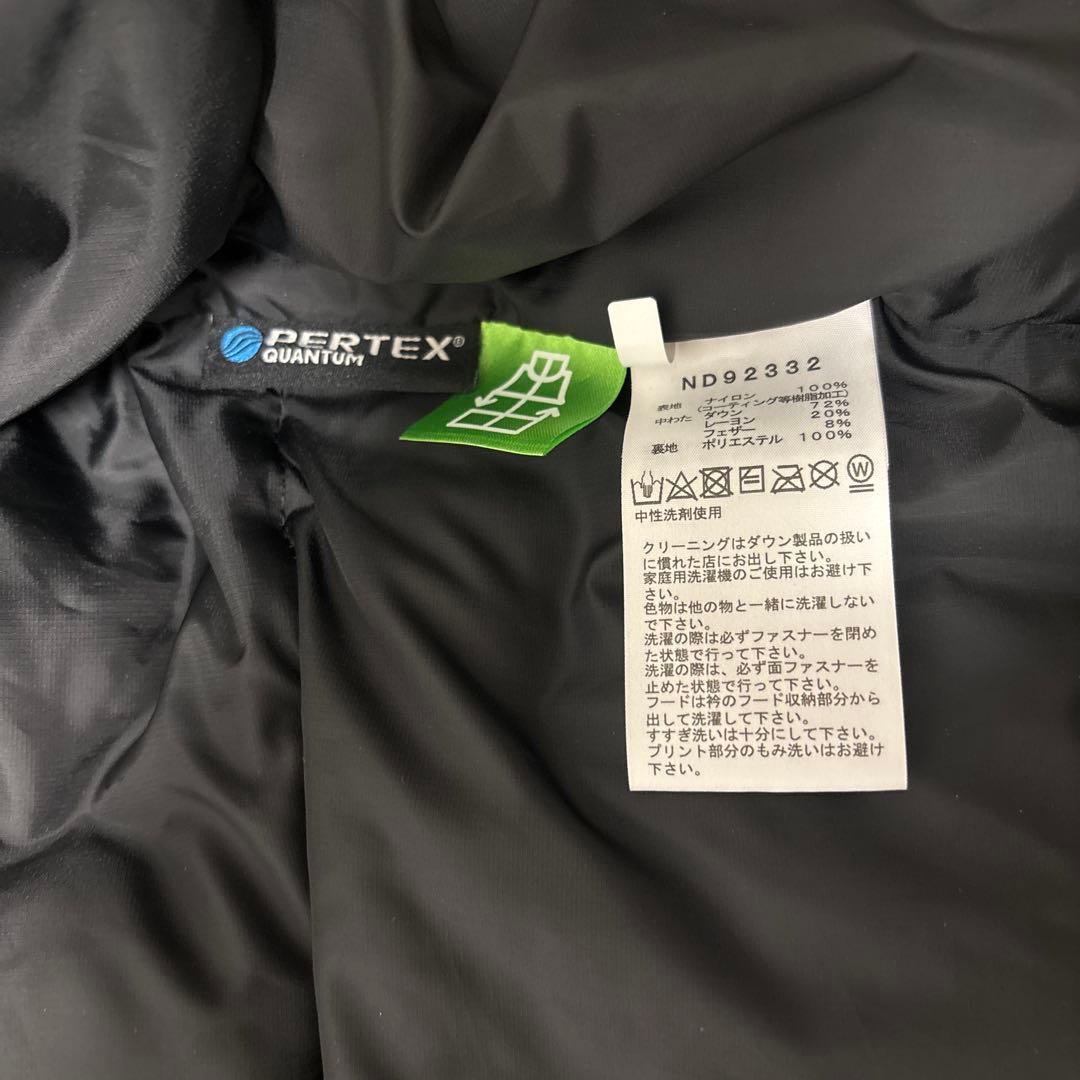 PERTEX®
QUANTUM
ND92332
表地 ナイロン 100%
(コーティング等樹脂加工)
中わた ダウン 72%
レーヨン 20%
フェザー 8%
裏地 ポリエステル 100%
W
中性洗剤使用
クリーニングはダウン製品の扱い
に慣れた店にお出し下さい。
家庭用洗濯機のご使用はお避け下
さい。
色物は他の物と一緒に洗濯しない
で下さい。
洗濯の際は必ずファスナーを閉め
た状態で行って下さい。
洗濯の際は、必ず面ファスナーを
止めた状態で行って下さい。
フードは衿のフード収納部分から
出して洗濯して下さい。
すすぎ洗いは十分にして下さい。
プリント部分のもみ洗いはお避け
下さい。